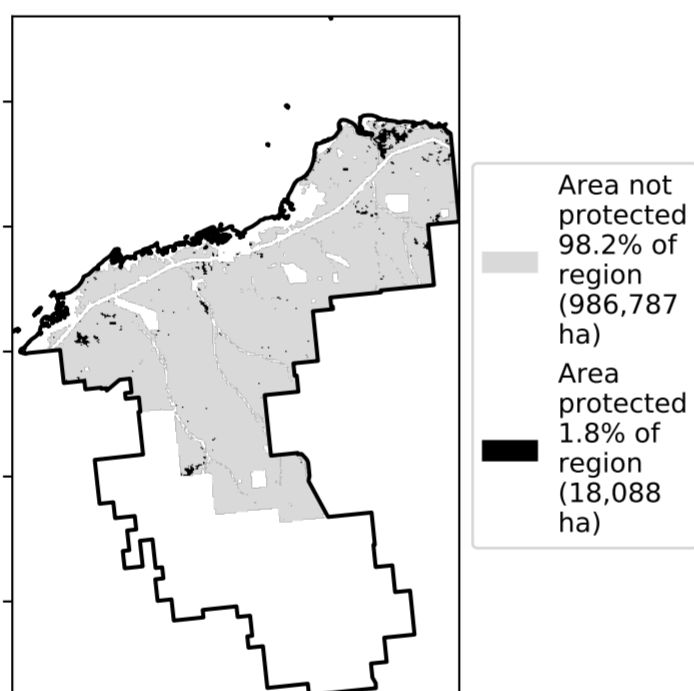 Area not
protected
98.2% of
region
(986,787
ha)
Area
protected
1.8% of
region
(18,088
ha)